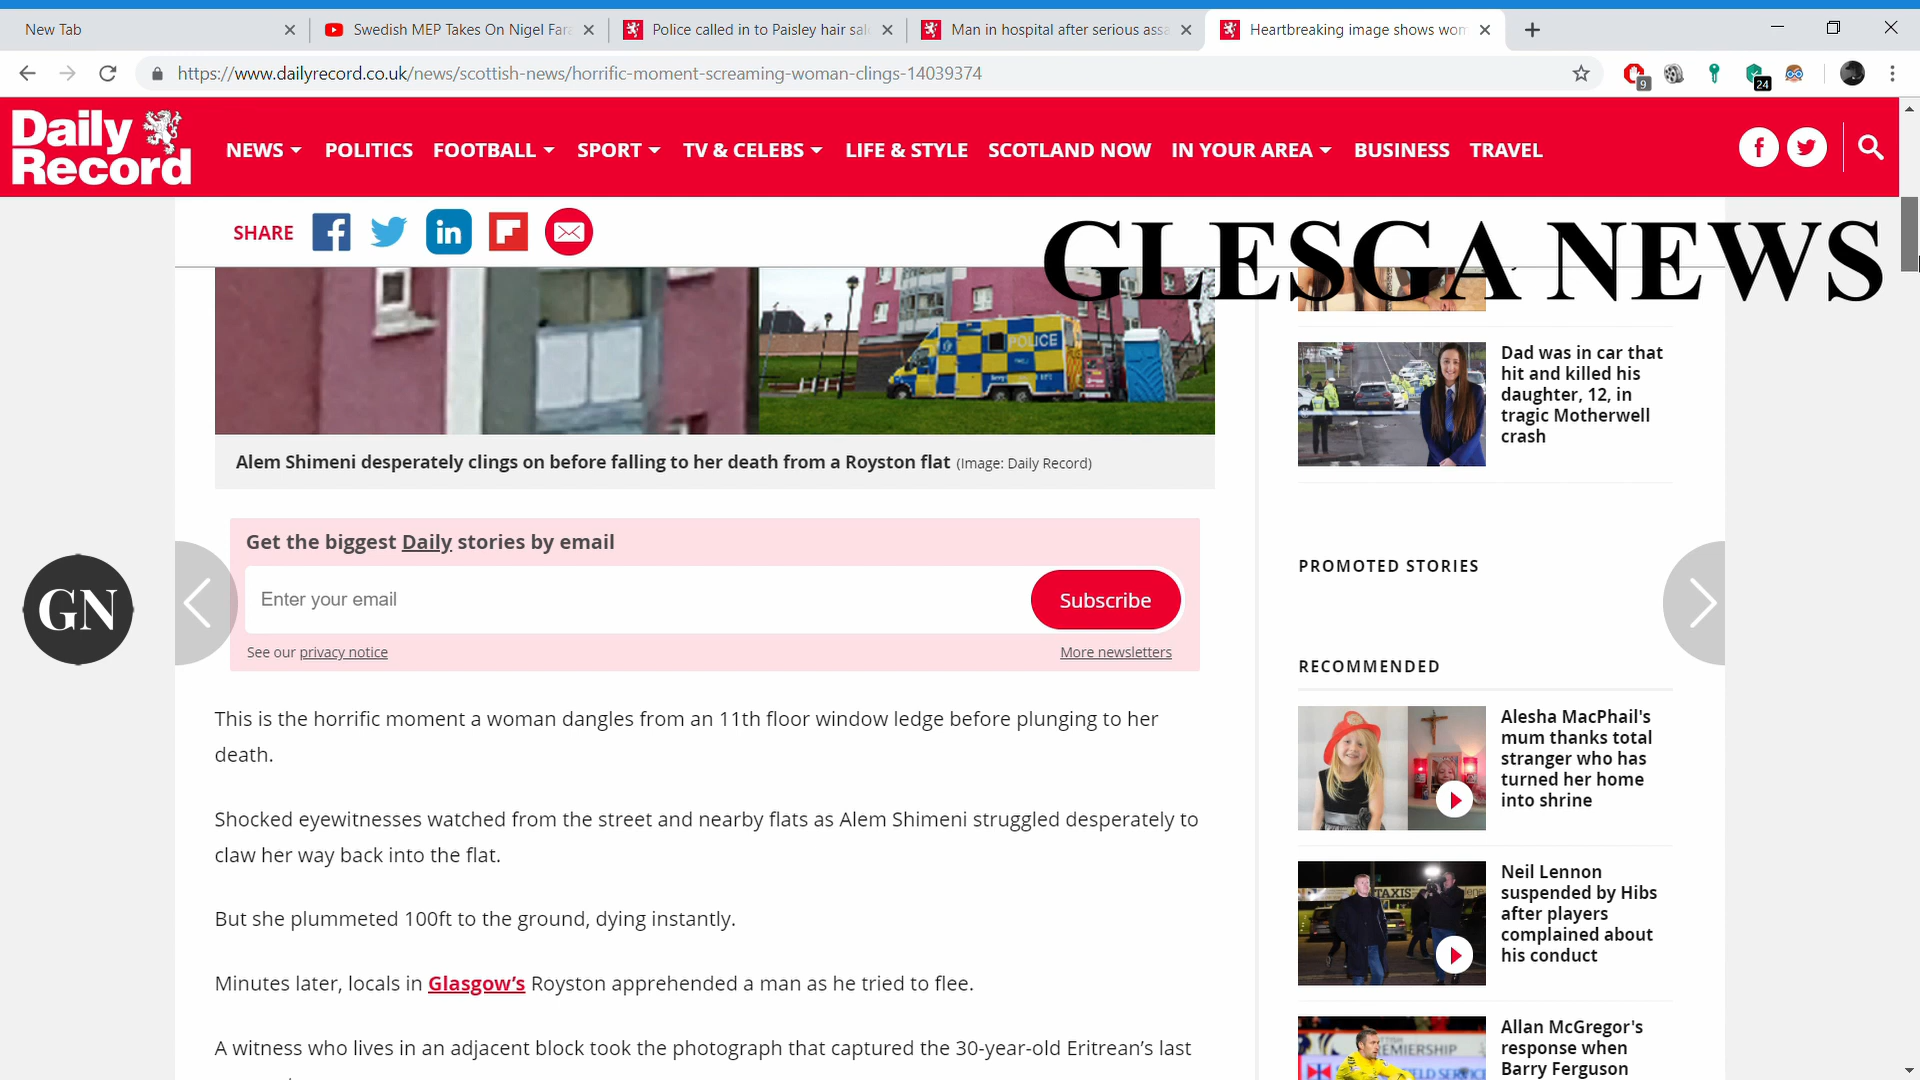 New Tab
Swedish MEP Takes On Nigel Fara
Police called in to Paisley hair sal
Man in hospital after serious assa
Heartbreaking image shows wom
https://www.dailyrecord.co.uk/news/scottish-news/horrific-moment-screaming-woman-clings-14039374
9
24
Daily
Record
NEWS
POLITICS
FOOTBALL
SPORT
TV & CELEBS
LIFE & STYLE
SCOTLAND NOW
IN YOUR AREA
BUSINESS
TRAVEL
SHARE
GLESGA NEWS
POLICE
Alem Shimeni desperately clings on before falling to her death from a Royston flat (Image: Daily Record)
Get the biggest Daily stories by email
Enter your email
Subscribe
See our privacy notice
More newsletters
GN
This is the horrific moment a woman dangles from an 11th floor window ledge before plunging to her
death.
Shocked eyewitnesses watched from the street and nearby flats as Alem Shimeni struggled desperately to
claw her way back into the flat.
But she plummeted 100ft to the ground, dying instantly.
Minutes later, locals in Glasgow's Royston apprehended a man as he tried to flee.
A witness who lives in an adjacent block took the photograph that captured the 30-year-old Eritrean's last
Dad was in car that
hit and killed his
daughter, 12, in
tragic Motherwell
crash
PROMOTED STORIES
RECOMMENDED
Alesha MacPhail's
mum thanks total
stranger who has
turned her home
into shrine
TAXIS
Neil Lennon
suspended by Hibs
after players
complained about
his conduct
Allan McGregor's
response when
Barry Ferguson